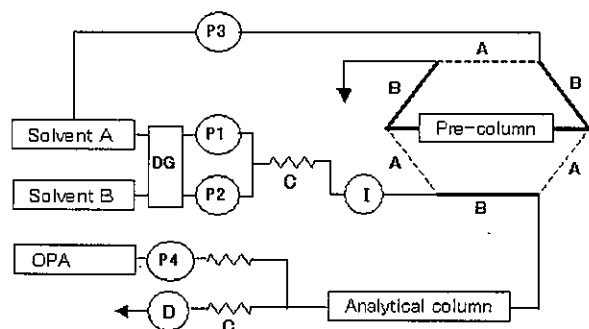 P3
A
B
B
Solvent A
P1
Pre-column
DG
A
A
Solvent B
P2
C
I
B
OPA
P4
D
C
Analytical column